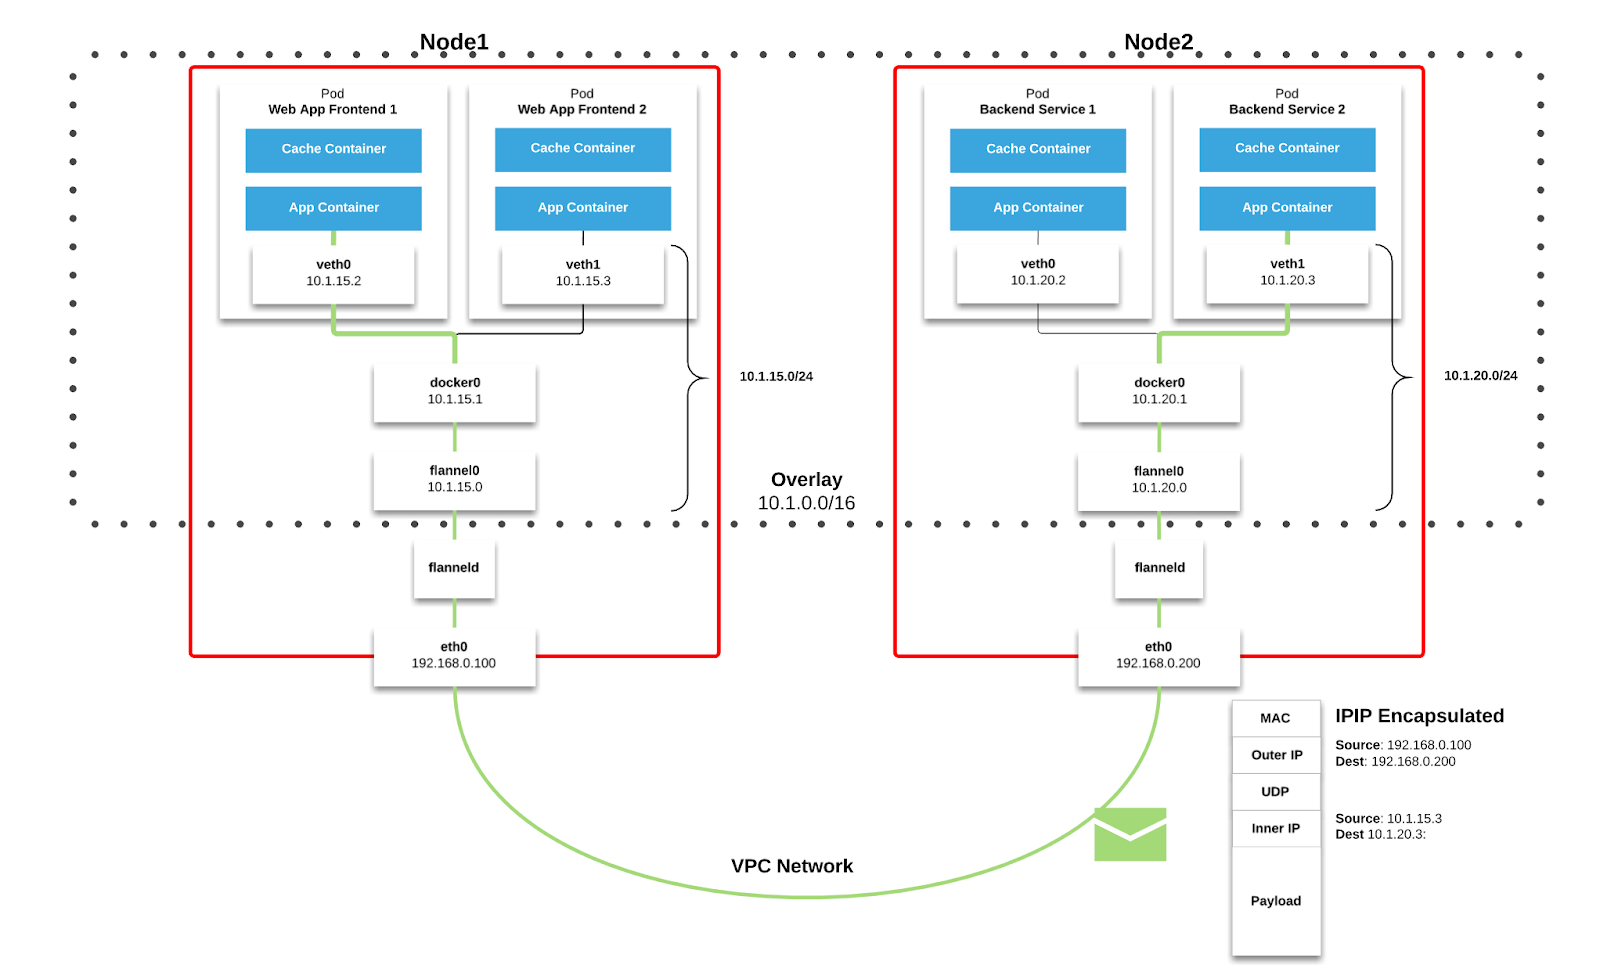 Node1
Pod
Web App Frontend 1
Cache Container
App Container
veth0
10.1.15.2
Pod
Web App Frontend 2
Cache Container
App Container
veth1
10.1.15.3
docker0
10.1.15.1
flannel0
10.1.15.0
10.1.15.0/24
flanneld
eth0
192.168.0.100
Overlay
10.1.0.0/16
Node2
Pod
Backend Service 1
Cache Container
App Container
veth0
10.1.20.2
Pod
Backend Service 2
Cache Container
App Container
veth1
10.1.20.3
docker0
10.1.20.1
flannel0
10.1.20.0
10.1.20.0/24
flanneld
eth0
192.168.0.200
VPC Network
MAC
Outer IP
UDP
Inner IP
Payload
IPIP Encapsulated
Source: 192.168.0.100
Dest: 192.168.0.200
Source: 10.1.15.3
Dest 10.1.20.3: